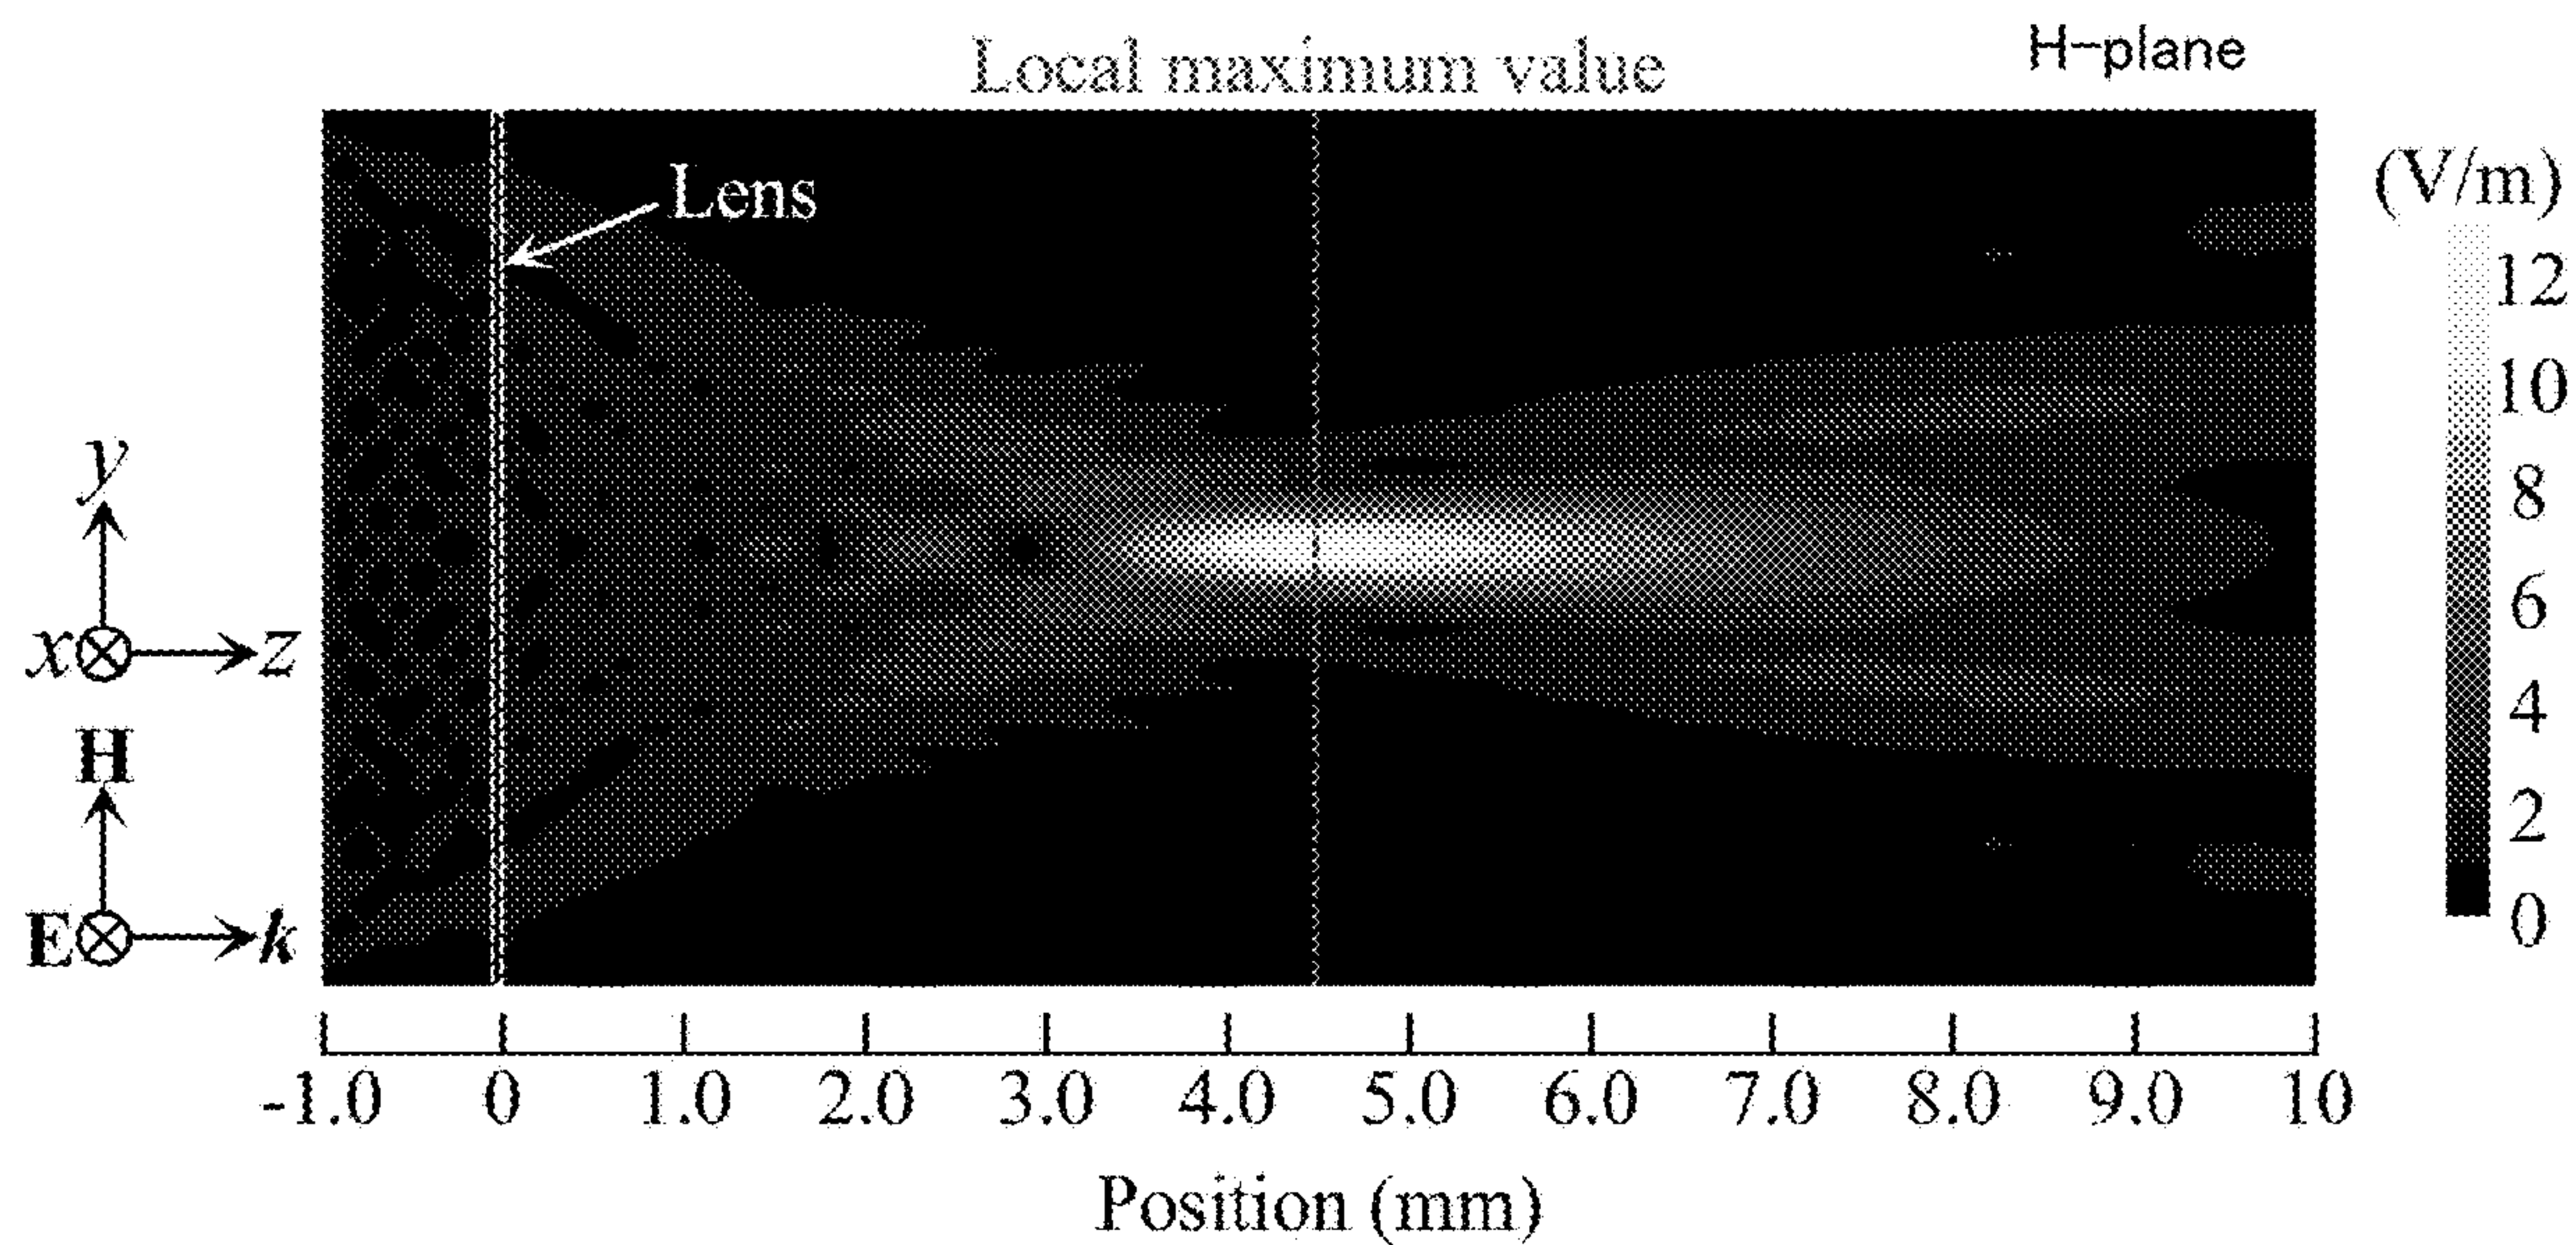 Local maximum value
H-plane
Lens
(V/m)
12
10
8
6
4
2
0
y
x
z
H
E
k
-1.0 0 1.0 2.0 3.0 4.0 5.0 6.0 7.0 8.0 9.0 10
Position (mm)